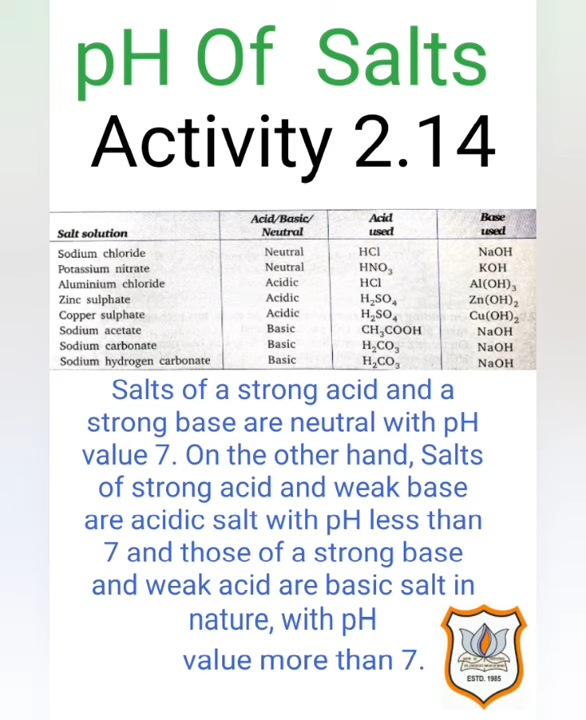 pH Of Salts
Activity 2.14
Salt solution Acid/Basic/ Neutral Acid used Base used
Sodium chloride Neutral HCl NaOH
Potassium nitrate Neutral HNO₃ KOH
Aluminium chloride Acidic HCl Al(OH)₃
Zinc sulphate Acidic H₂SO₄ Zn(OH)₂
Copper sulphate Acidic H₂SO₄ Cu(OH)₂
Sodium acetate Basic CH₃COOH NaOH
Sodium carbonate Basic H₂CO₃ NaOH
Sodium hydrogen carbonate Basic H₂CO₃ NaOH
Salts of a strong acid and a
strong base are neutral with pH
value 7. On the other hand, Salts
of strong acid and weak base
are acidic salt with pH less than
7 and those of a strong base
and weak acid are basic salt in
nature, with pH
value more than 7.
ESTD. 1985